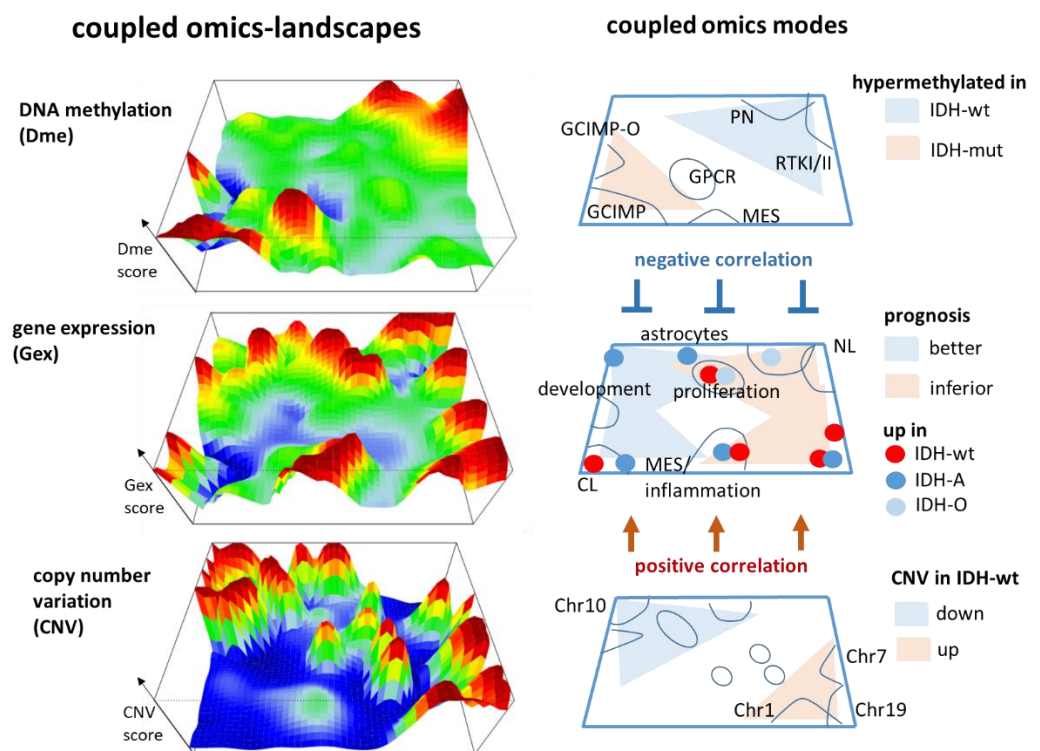 coupled omics-landscapes
coupled omics modes
DNA methylation
(Dme)
Dme
score
GCIMP-O
PN
GPCR
RTKI/II
GCIMP
MES
hypermethylated in
IDH-wt
IDH-mut
negative correlation
gene expression
(Gex)
Gex
score
astrocytes
NL
development
proliferation
MES/
inflammation
CL
prognosis
better
inferior
up in
IDH-wt
IDH-A
IDH-O
positive correlation
copy number
variation
(CNV)
CNV
score
Chr10
Chr7
Chr1
Chr19
CNV in IDH-wt
down
up